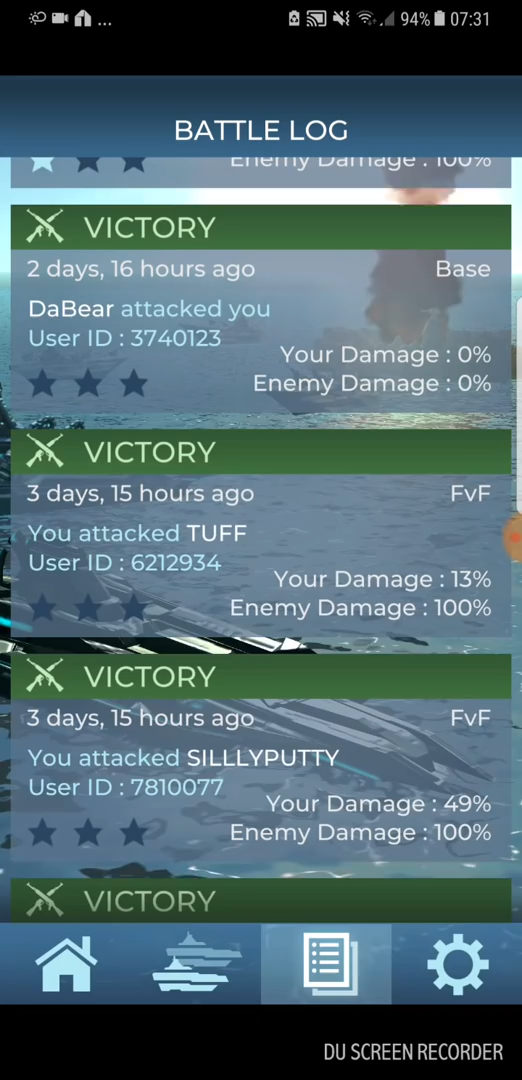 ... 94% 07:31
BATTLE LOG
Enemy Damage : 100%
VICTORY
2 days, 16 hours ago Base
DaBear attacked you
User ID : 3740123
Your Damage : 0%
Enemy Damage : 0%
VICTORY
3 days, 15 hours ago FvF
You attacked TUFF
User ID : 6212934
Your Damage : 13%
Enemy Damage : 100%
VICTORY
3 days, 15 hours ago FvF
You attacked SILLLYPUTTY
User ID : 7810077
Your Damage : 49%
Enemy Damage : 100%
VICTORY
DU SCREEN RECORDER